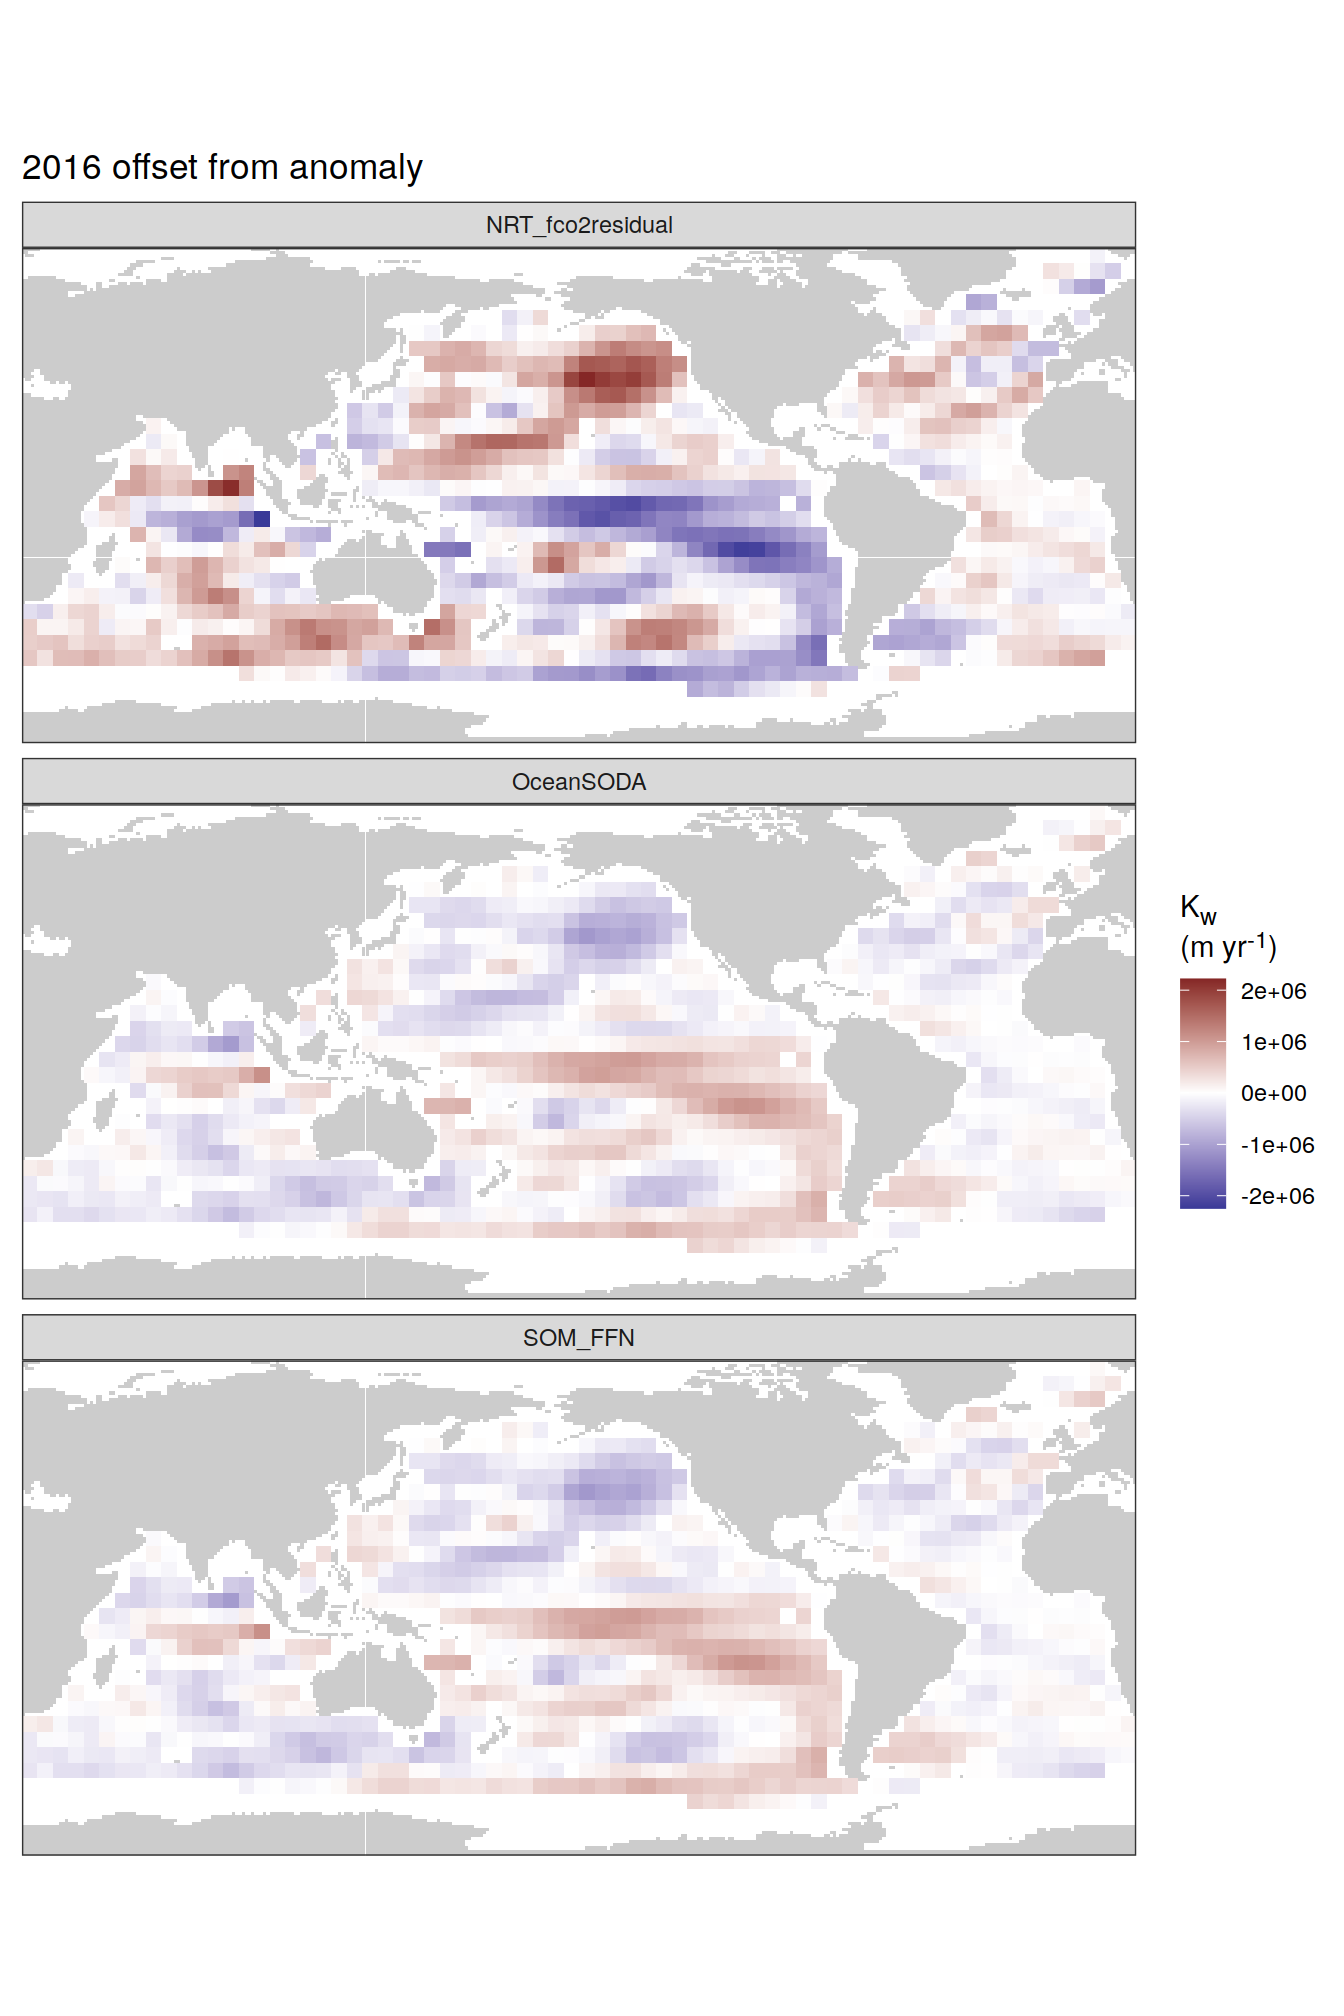 2016 offset from anomaly
NRT_fco2residual
OceanSODA
SOM_FFN
Kw
(m yr-1)
2e+06
1e+06
0e+00
-1e+06
-2e+06